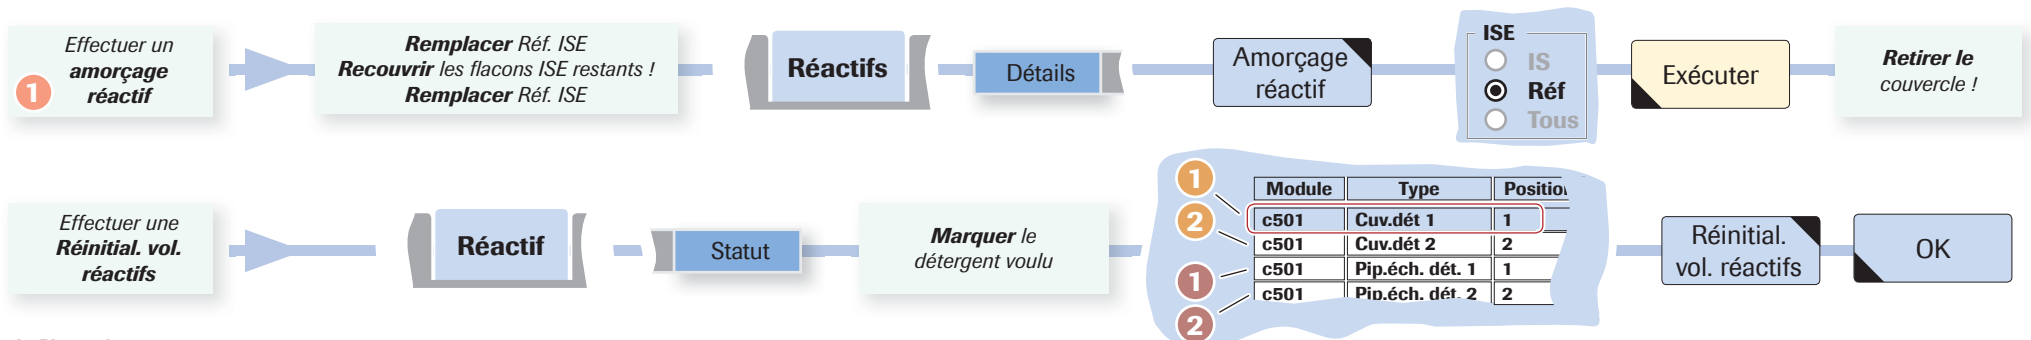 Effectuer un
amorçage
réactif
1
Remplacer Réf. ISE
Recouvrir les flacons ISE restants !
Remplacer Réf. ISE
Réactifs
Détails
Amorçage
réactif
ISE
IS
Réf
Tous
Exécuter
Retirer le
couvercle !
Effectuer une
Réinitial. vol.
réactifs
Réactif
Statut
Marquer le
détergent voulu
1
2
1
2
Module Type Position
c501 Cuv.dét 1 1
c501 Cuv.dét 2 2
c501 Pip.éch. dét. 1 1
c501 Pip.éch. dét. 2 2
Réinitial.
vol. réactifs
OK